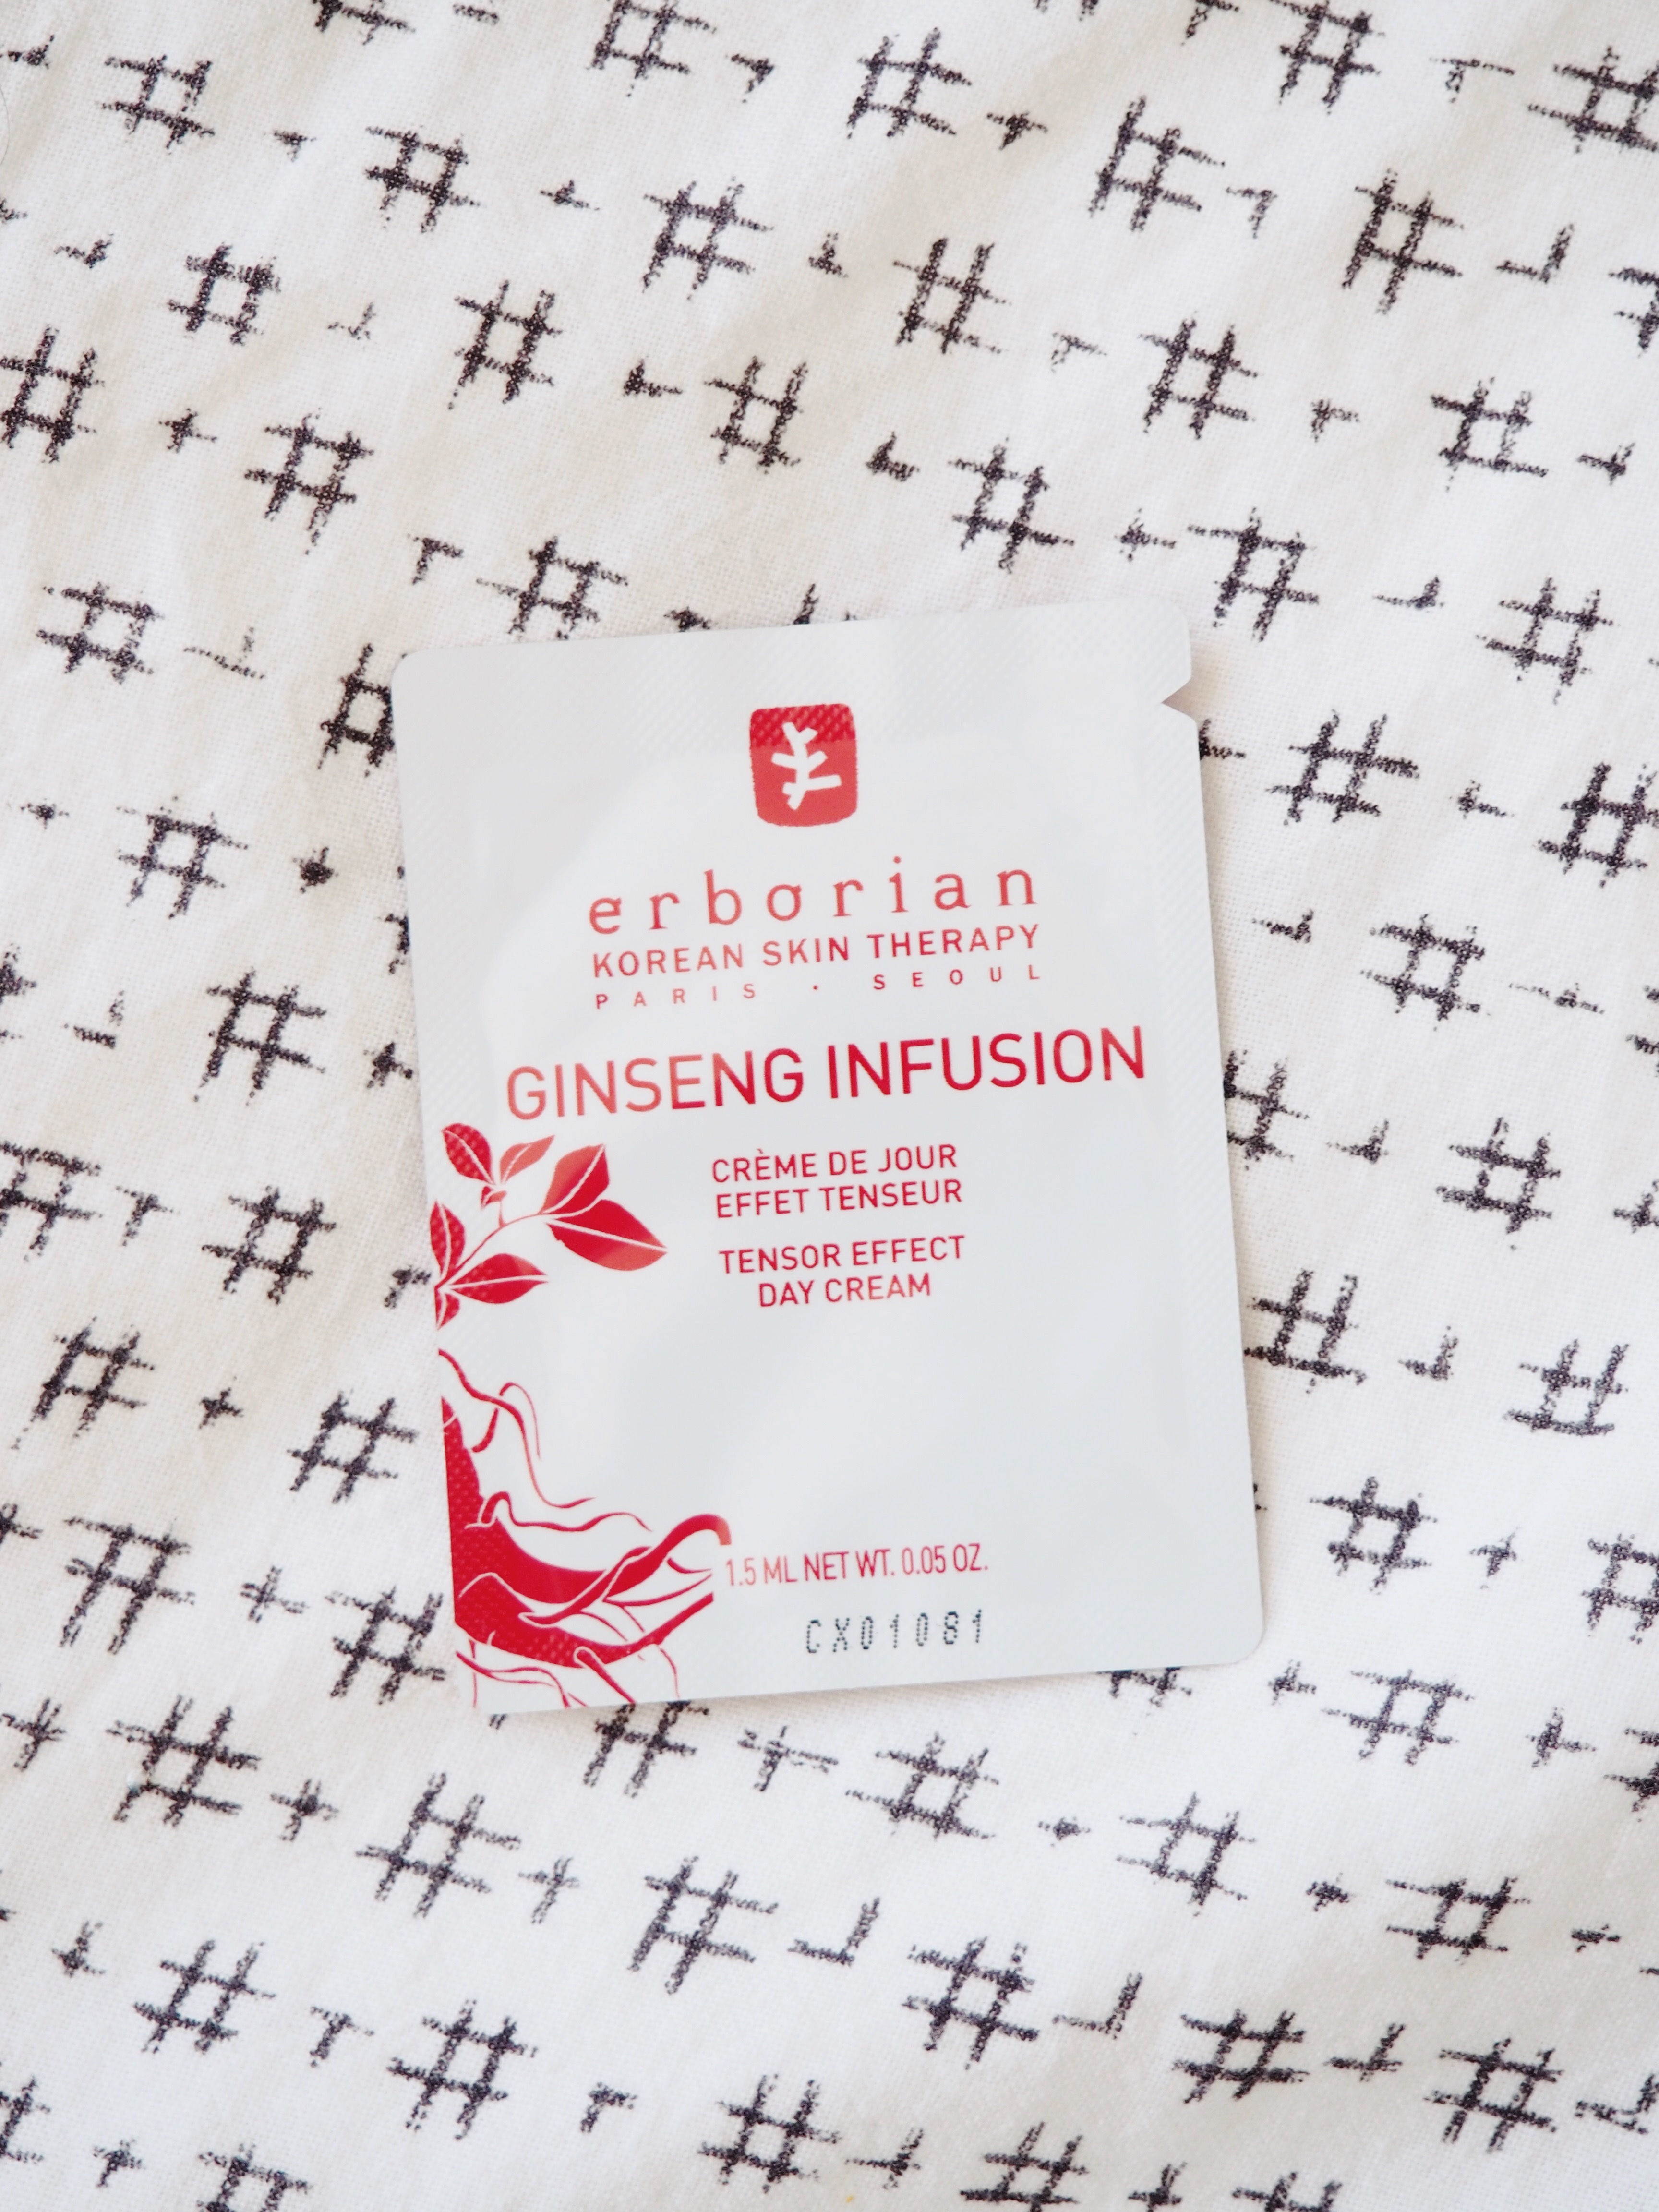 erborian
KOREAN SKIN THERAPY
PARIS · SEOUL
GINSENG INFUSION
CRÈME DE JOUR
EFFET TENSEUR
TENSOR EFFECT
DAY CREAM
1.5 ML NET WT. 0.05 OZ.
CX01081